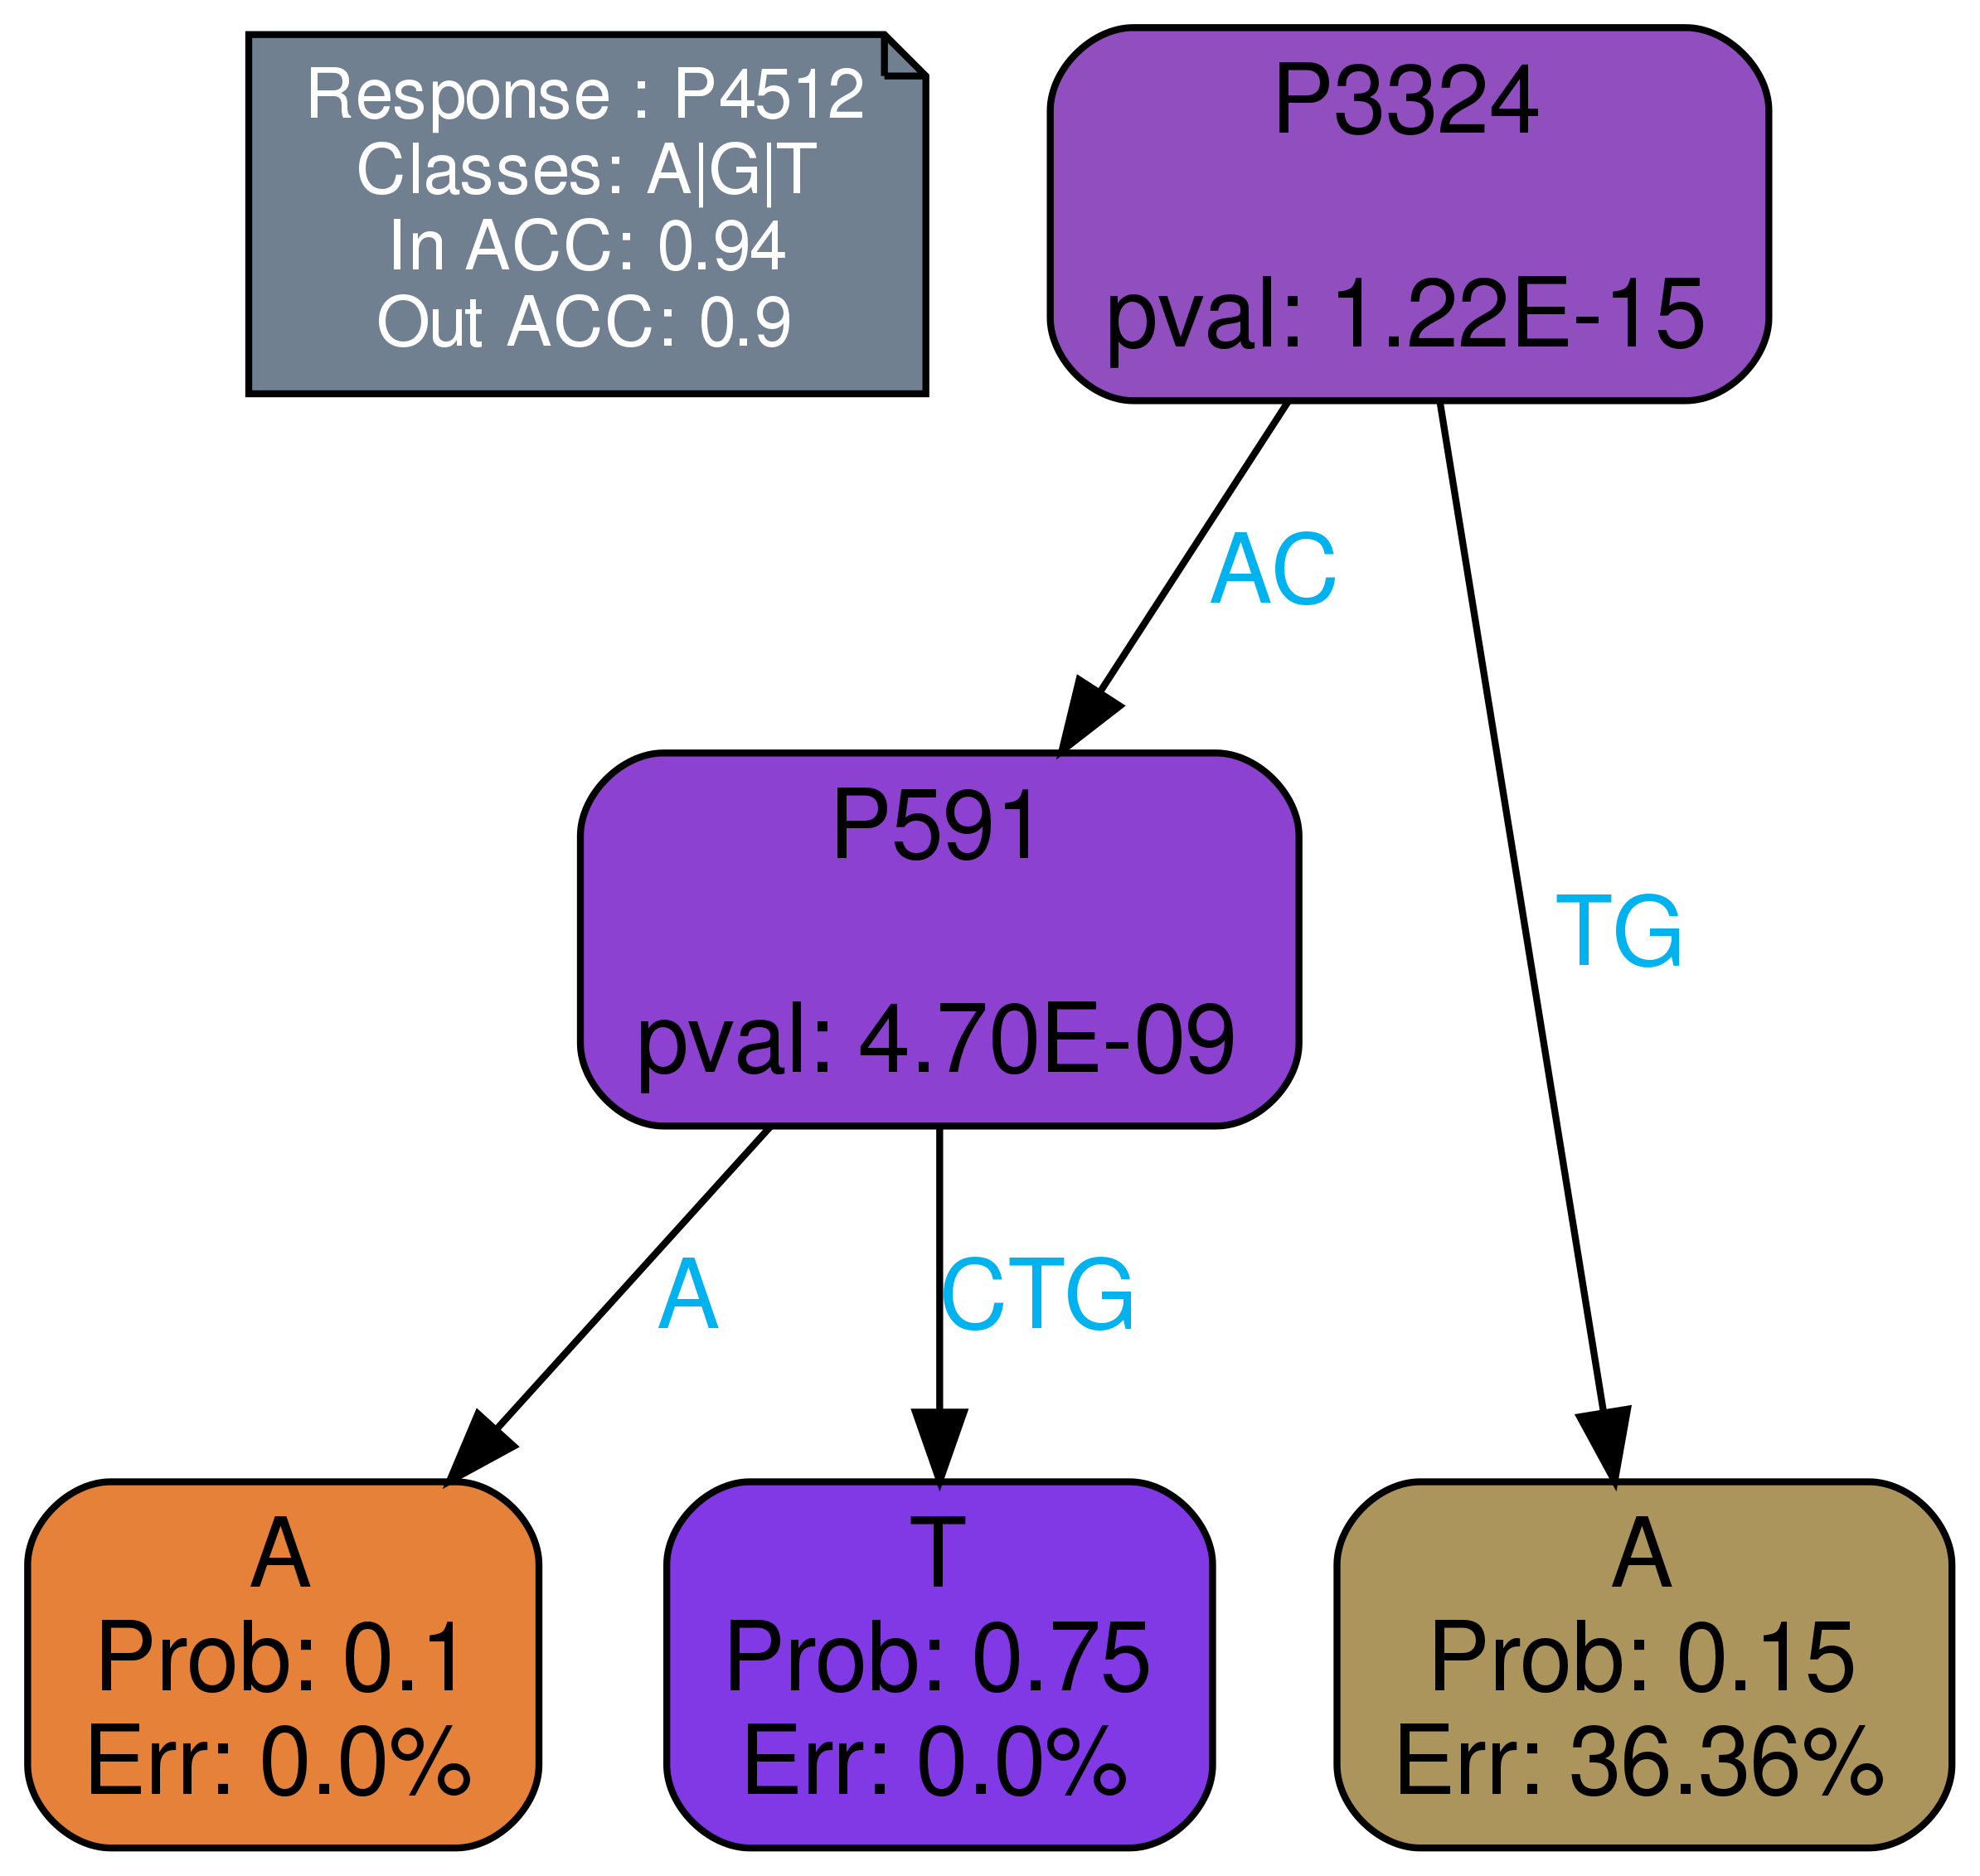 Response : P4512
Classes: A|G|T
In ACC: 0.94
Out ACC: 0.9
P3324
pval: 1.22E-15
AC
TG
P591
pval: 4.70E-09
A
CTG
A
Prob: 0.1
Err: 0.0%
T
Prob: 0.75
Err: 0.0%
A
Prob: 0.15
Err: 36.36%